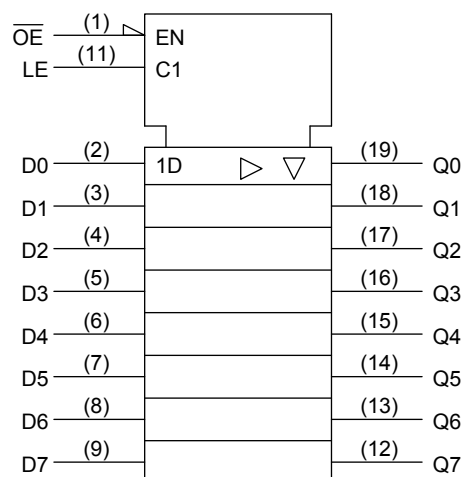 OE (1) EN
LE (11) C1
D0 (2) 1D (19) Q0
D1 (3) (18) Q1
D2 (4) (17) Q2
D3 (5) (16) Q3
D4 (6) (15) Q4
D5 (7) (14) Q5
D6 (8) (13) Q6
D7 (9) (12) Q7